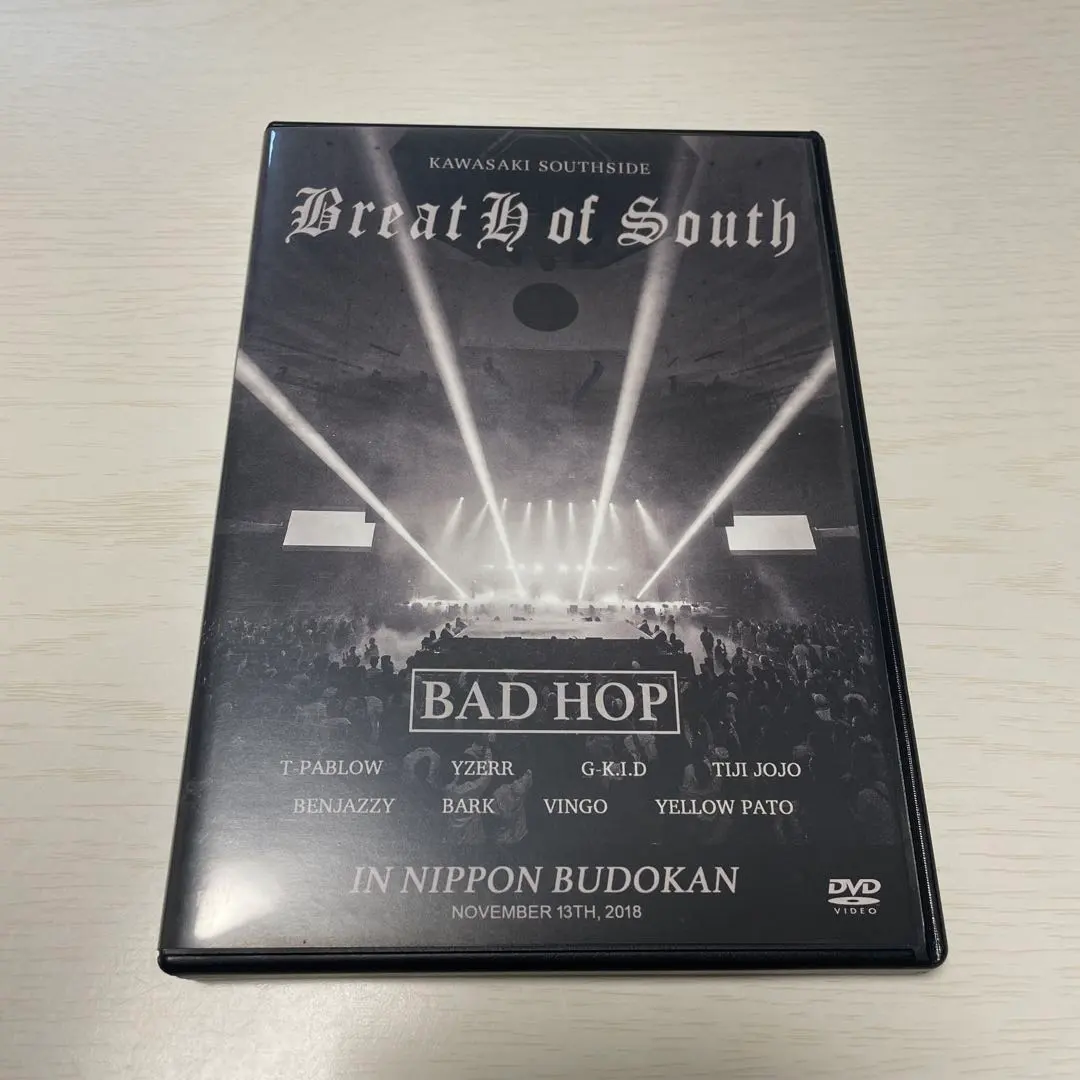 KAWASAKI SOUTHSIDE
BreatH of South
BAD HOP
T-PABLOW YZERR G-K.I.D TIJI JOJO
BENJAZZY BARK VINGO YELLOW PATO
IN NIPPON BUDOKAN
NOVEMBER 13TH, 2018
DVD
VIDEO